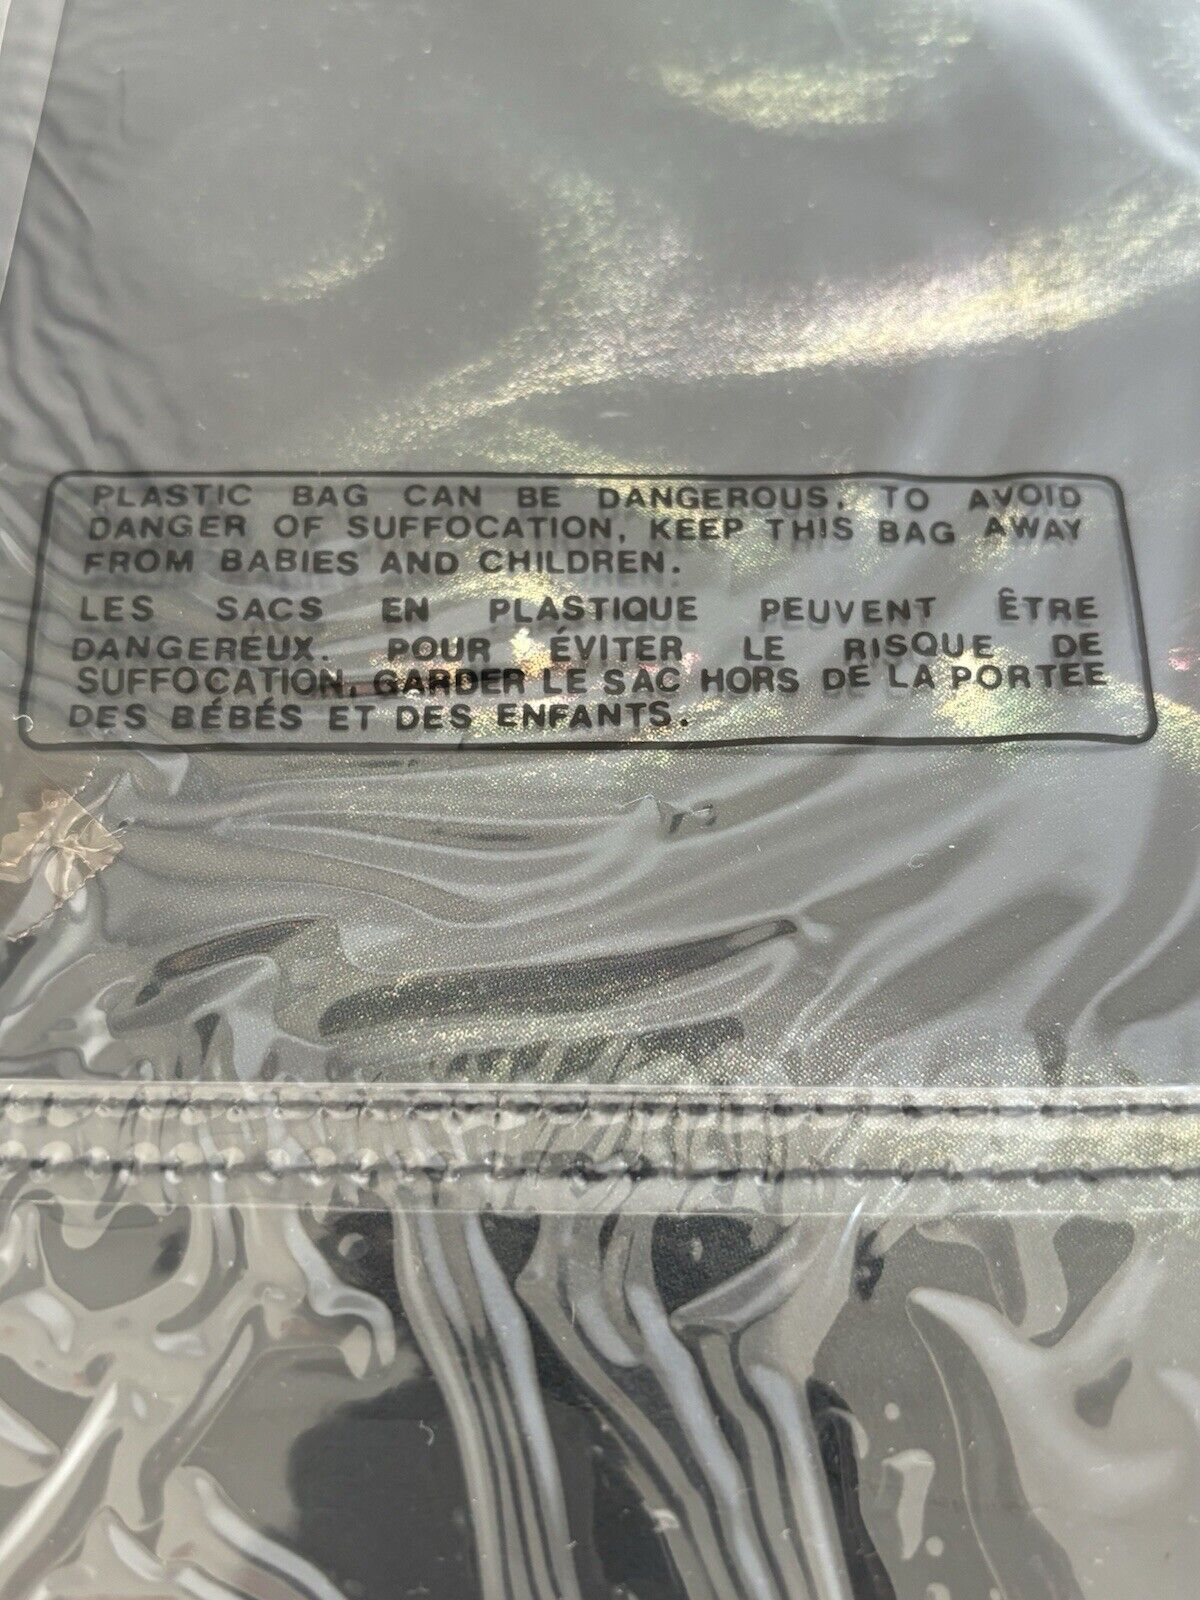 PLASTIC BAG CAN BE DANGEROUS. TO AVOID
DANGER OF SUFFOCATION, KEEP THIS BAG AWAY
FROM BABIES AND CHILDREN.
LES SACS EN PLASTIQUE PEUVENT ÊTRE
DANGEREUX. POUR ÉVITER LE RISQUE DE
SUFFOCATION, GARDER LE SAC HORS DE LA PORTEE
DES BÉBÉS ET DES ENFANTS.